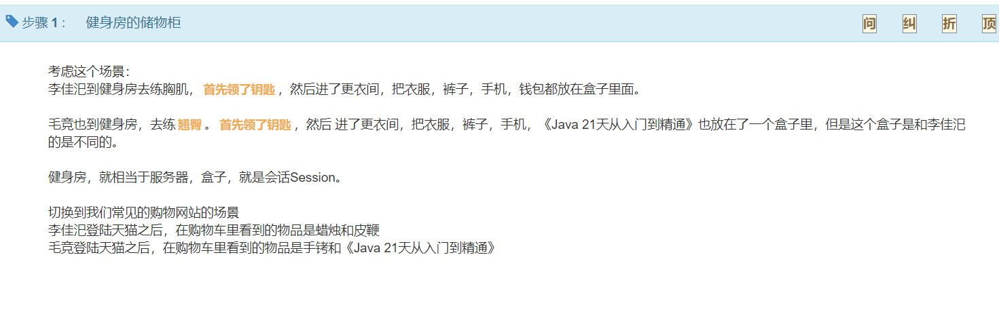 步骤 1 : 健身房的储物柜 问 纠 折 顶
考虑这个场景：
李佳汜到健身房去练胸肌， 首先领了钥匙 ，然后进了更衣间，把衣服，裤子，手机，钱包都放在盒子里面。
毛竞也到健身房，去练 翘臀 。 首先领了钥匙 ，然后 进了更衣间，把衣服，裤子，手机，《Java 21天从入门到精通》也放在了一个盒子里，但是这个盒子是和李佳汜
的是不同的。
健身房，就相当于服务器，盒子，就是会话Session。
切换到我们常见的购物网站的场景
李佳汜登陆天猫之后，在购物车里看到的物品是蜡烛和皮鞭
毛竞登陆天猫之后，在购物车里看到的物品是手铐和《Java 21天从入门到精通》